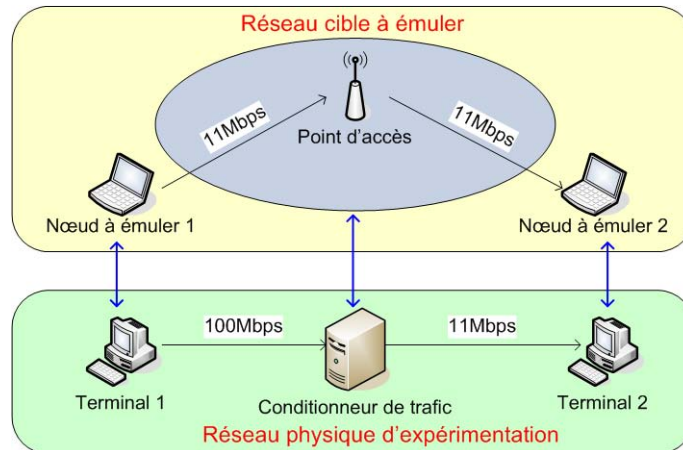 Réseau cible à émuler
11Mbps
11Mbps
Point d'accès
Nœud à émuler 1
Nœud à émuler 2
100Mbps
11Mbps
Terminal 1
Conditionneur de trafic
Terminal 2
Réseau physique d'expérimentation